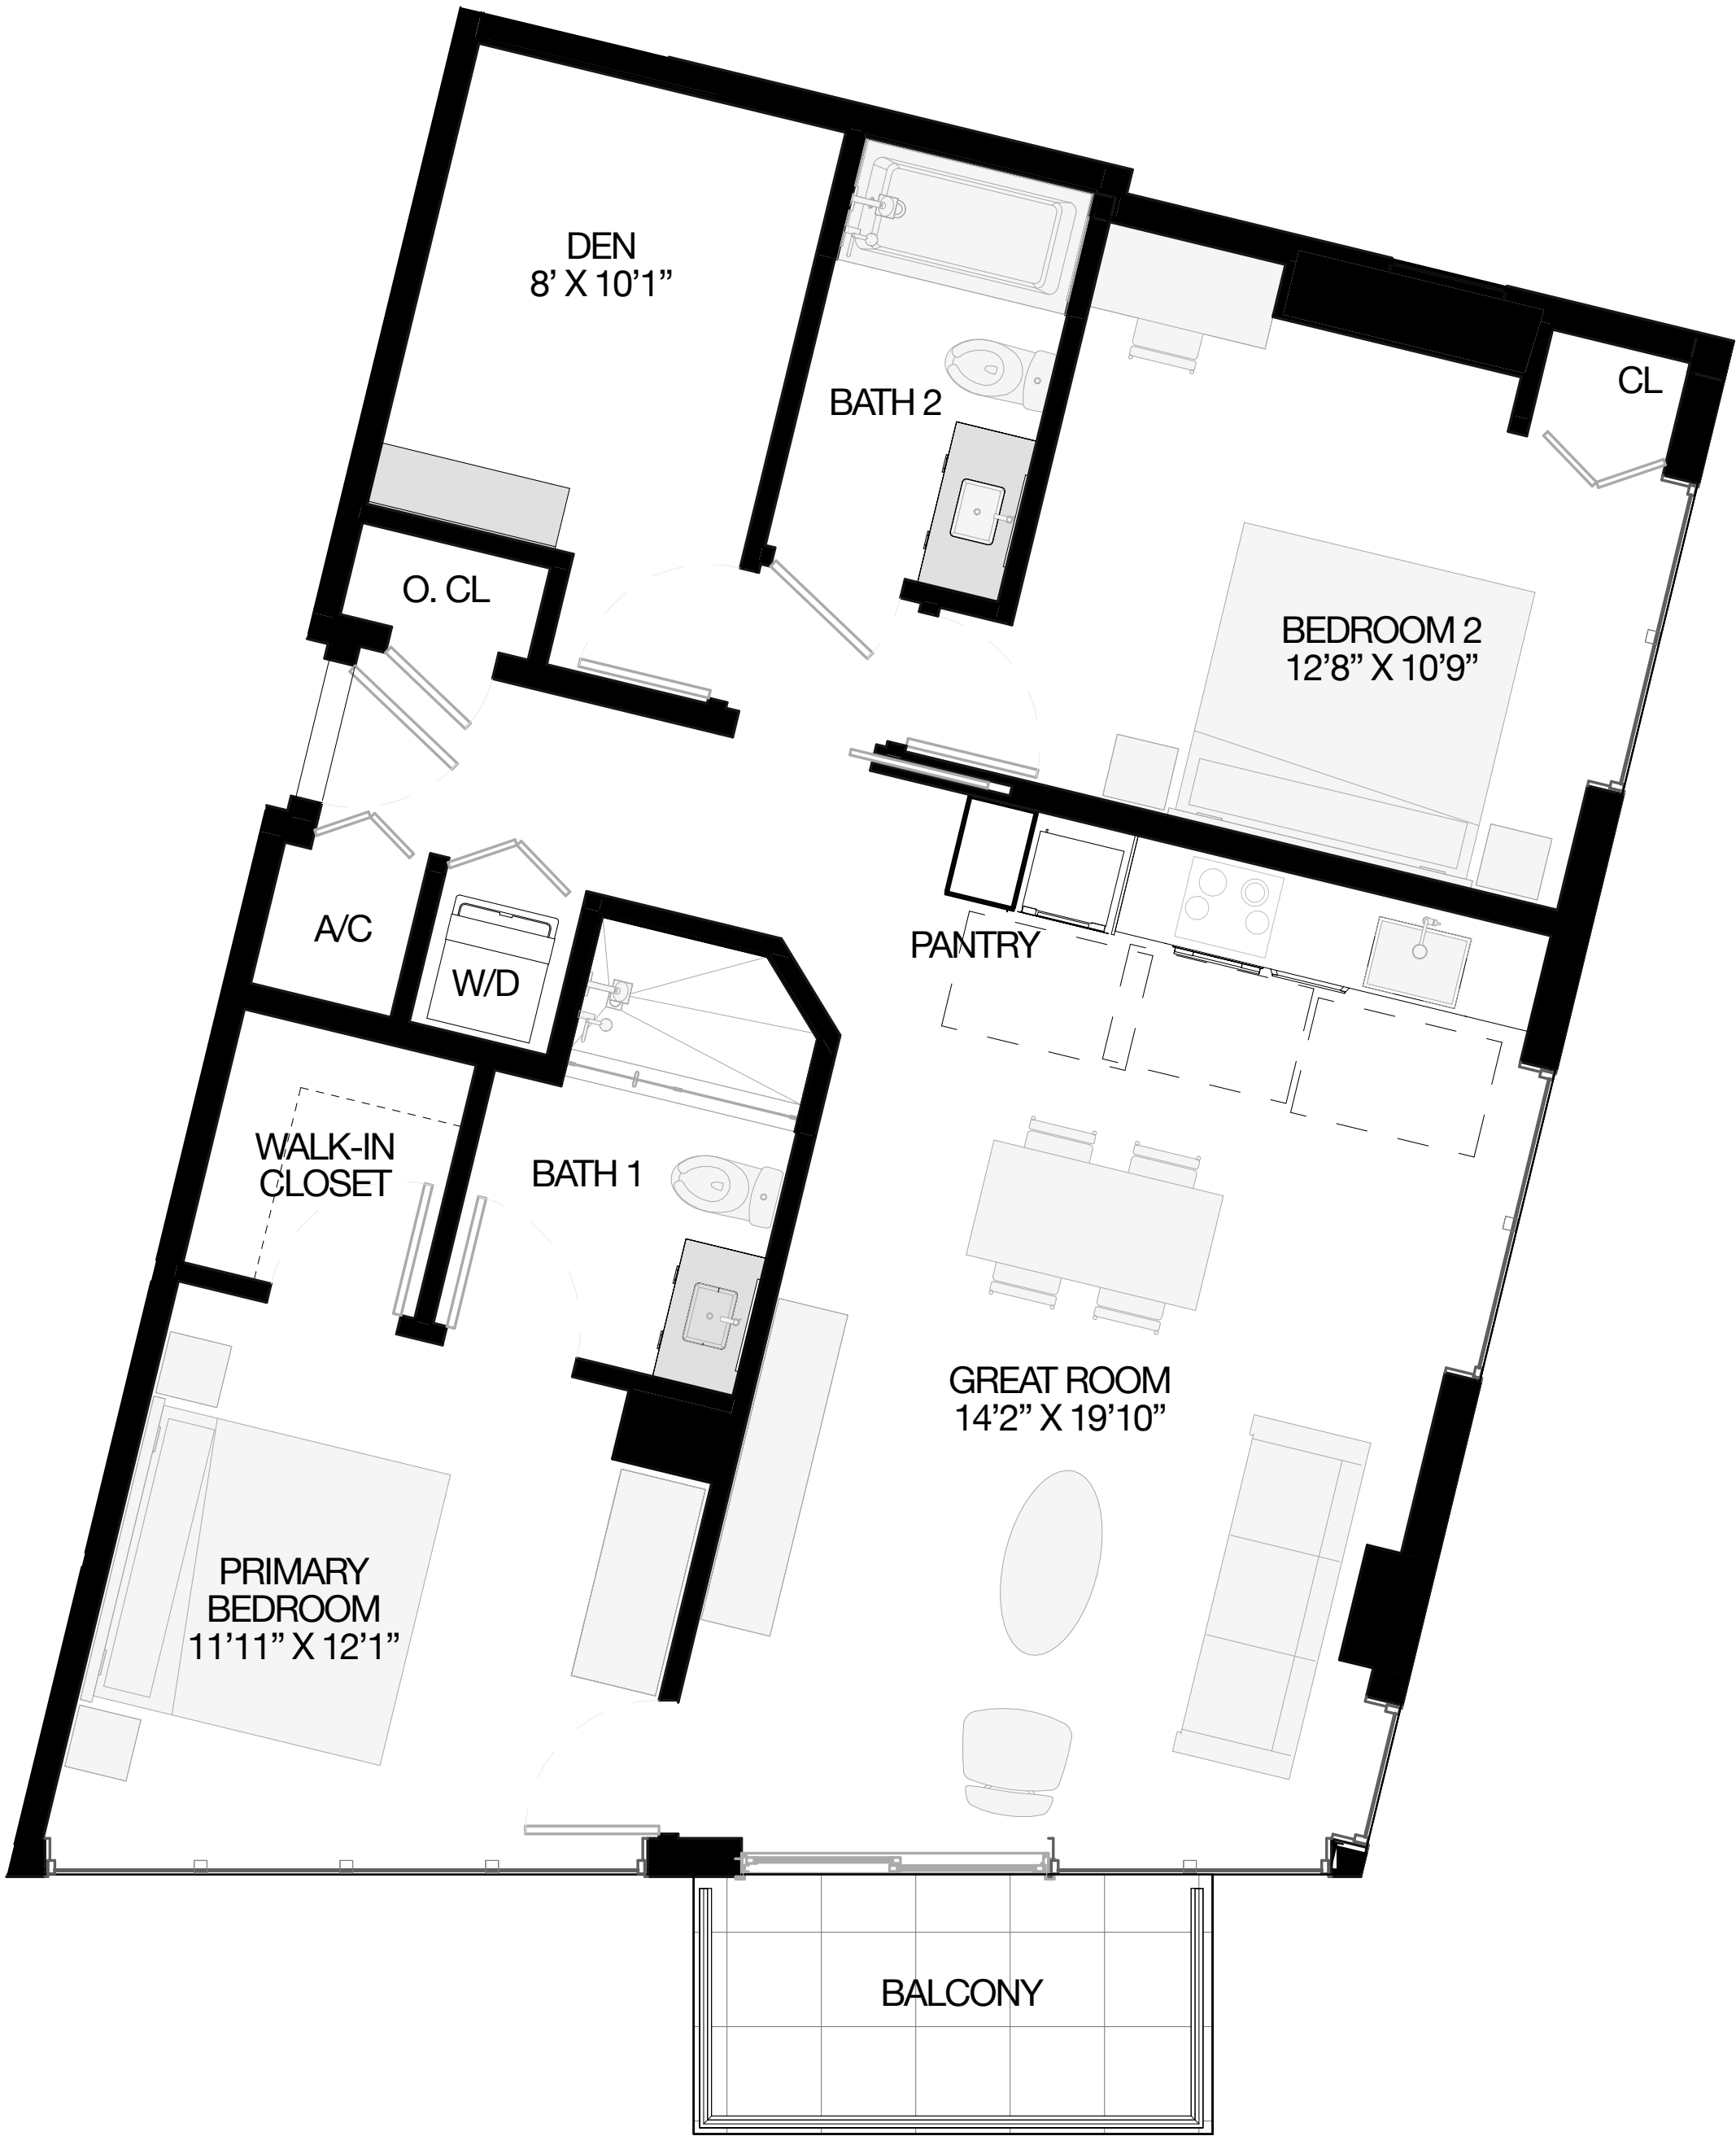 DEN
8’ X 10’1”
BATH 2
CL
O. CL
BEDROOM 2
12’8” X 10’9”
A/C
W/D
PANTRY
WALK-IN
CLOSET
BATH 1
GREAT ROOM
14’2” X 19’10”
PRIMARY
BEDROOM
11’11” X 12’1”
BALCONY